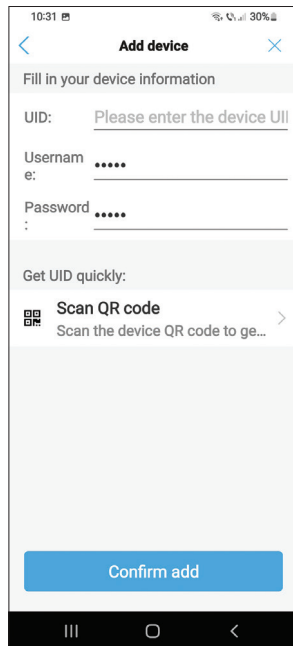 10:31 30%
Add device
Fill in your device information
UID: Please enter the device UII
Usernam
e: •••••
Password
: •••••
Get UID quickly:
Scan QR code
Scan the device QR code to ge...
Confirm add